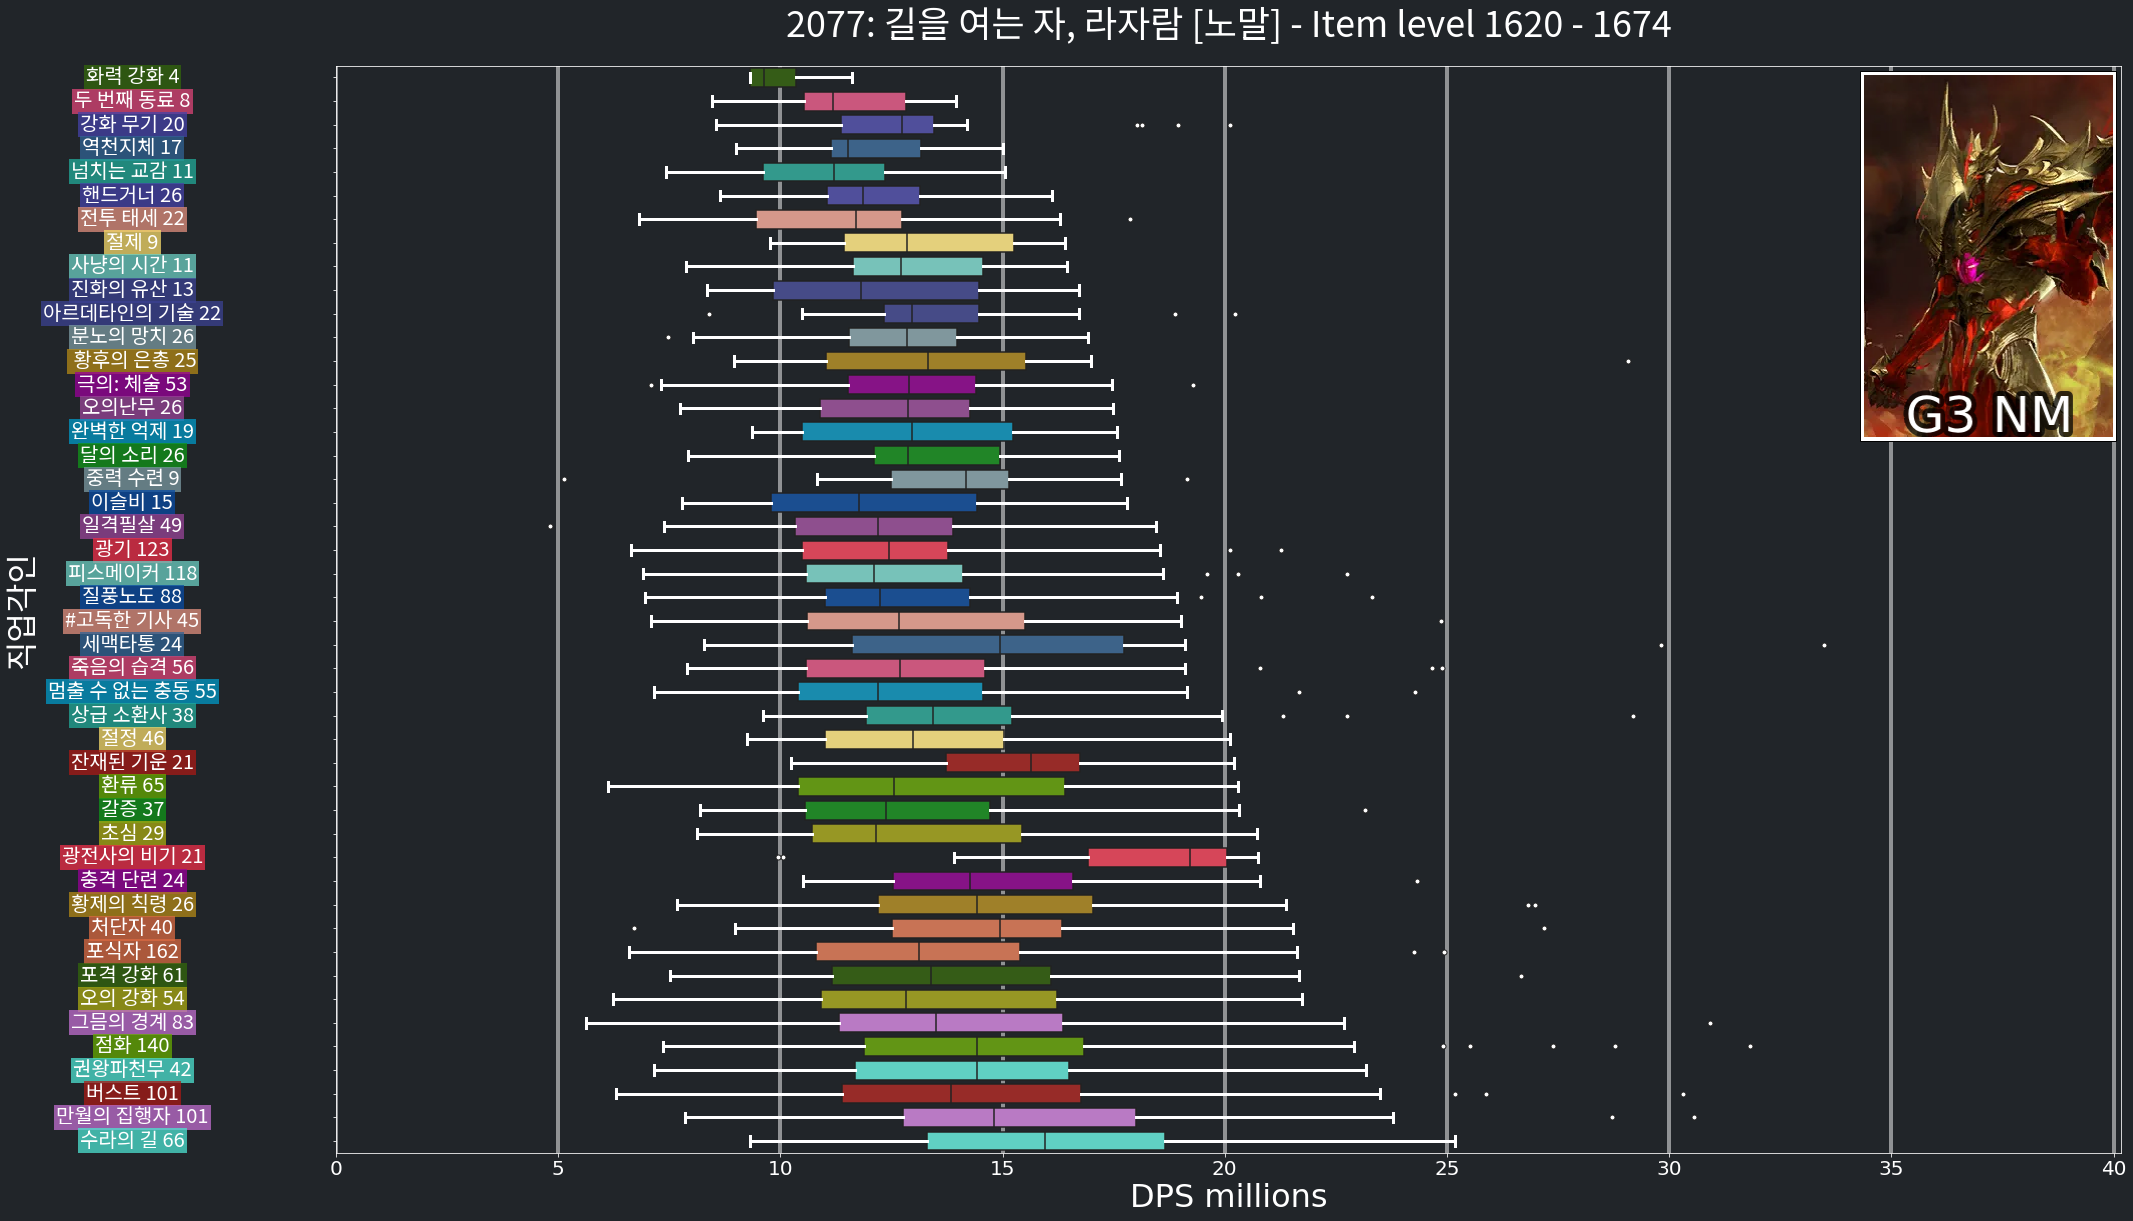 2077: 길을 여는 자, 라자람 [노말] - Item level 1620 - 1674
화력 강화 4
두 번째 동료 8
강화 무기 20
역천지체 17
넘치는 교감 11
핸드거너 26
전투 태세 22
절제 9
사냥의 시간 11
진화의 유산 13
아르데타인의 기술 22
분노의 망치 26
황후의 은총 25
극의: 체술 53
오의난무 26
완벽한 억제 19
달의 소리 26
중력 수련 9
이슬비 15
일격필살 49
광기 123
피스메이커 118
질풍노도 88
#고독한 기사 45
세맥타통 24
죽음의 습격 56
멈출 수 없는 충동 55
상급 소환사 38
절정 46
잔재된 기운 21
환류 65
갈증 37
초심 29
광전사의 비기 21
충격 단련 24
황제의 칙령 26
처단자 40
포식자 162
포격 강화 61
오의 강화 54
그믐의 경계 83
점화 140
권왕파천무 42
버스트 101
만월의 집행자 101
수라의 길 66
직업각인
G3 NM
0 5 10 15 20 25 30 35 40
DPS millions